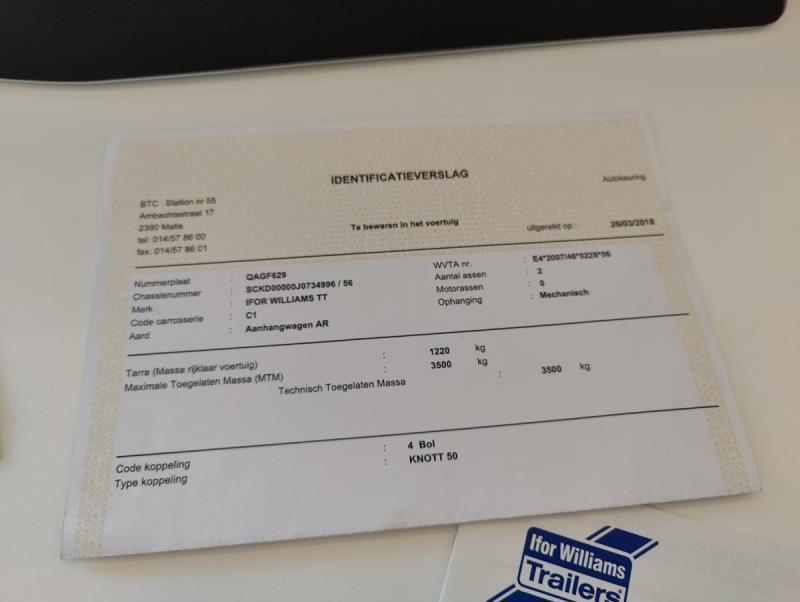 IDENTIFICATIEVERSLAG
Autokeuring
BTC Station nr 55
Ambachtsstraat 17
2390 Malle
tel: 014/57 86 00
fax: 014/57 86 01
Te bewaren in het voertuig
uitgereikt op : 26/03/2018
Nummerplaat : QAGF629
Chassisnummer : SCKD00000J0734996 / 56
Merk : IFOR WILLIAMS TT
Code carrosserie : C1
Aard : Aanhangwagen AR
WVTA nr. : E4*2007/46*0228*06
Aantal assen : 2
Motorassen : 0
Ophanging : Mechanisch
Tarra (Massa rijklaar voertuig) : 1220 kg
Maximale Toegelaten Massa (MTM) : 3500 kg
Technisch Toegelaten Massa : 3500 kg
Code koppeling : 4 Bol
Type koppeling : KNOTT 50
Ifor Williams
Trailers